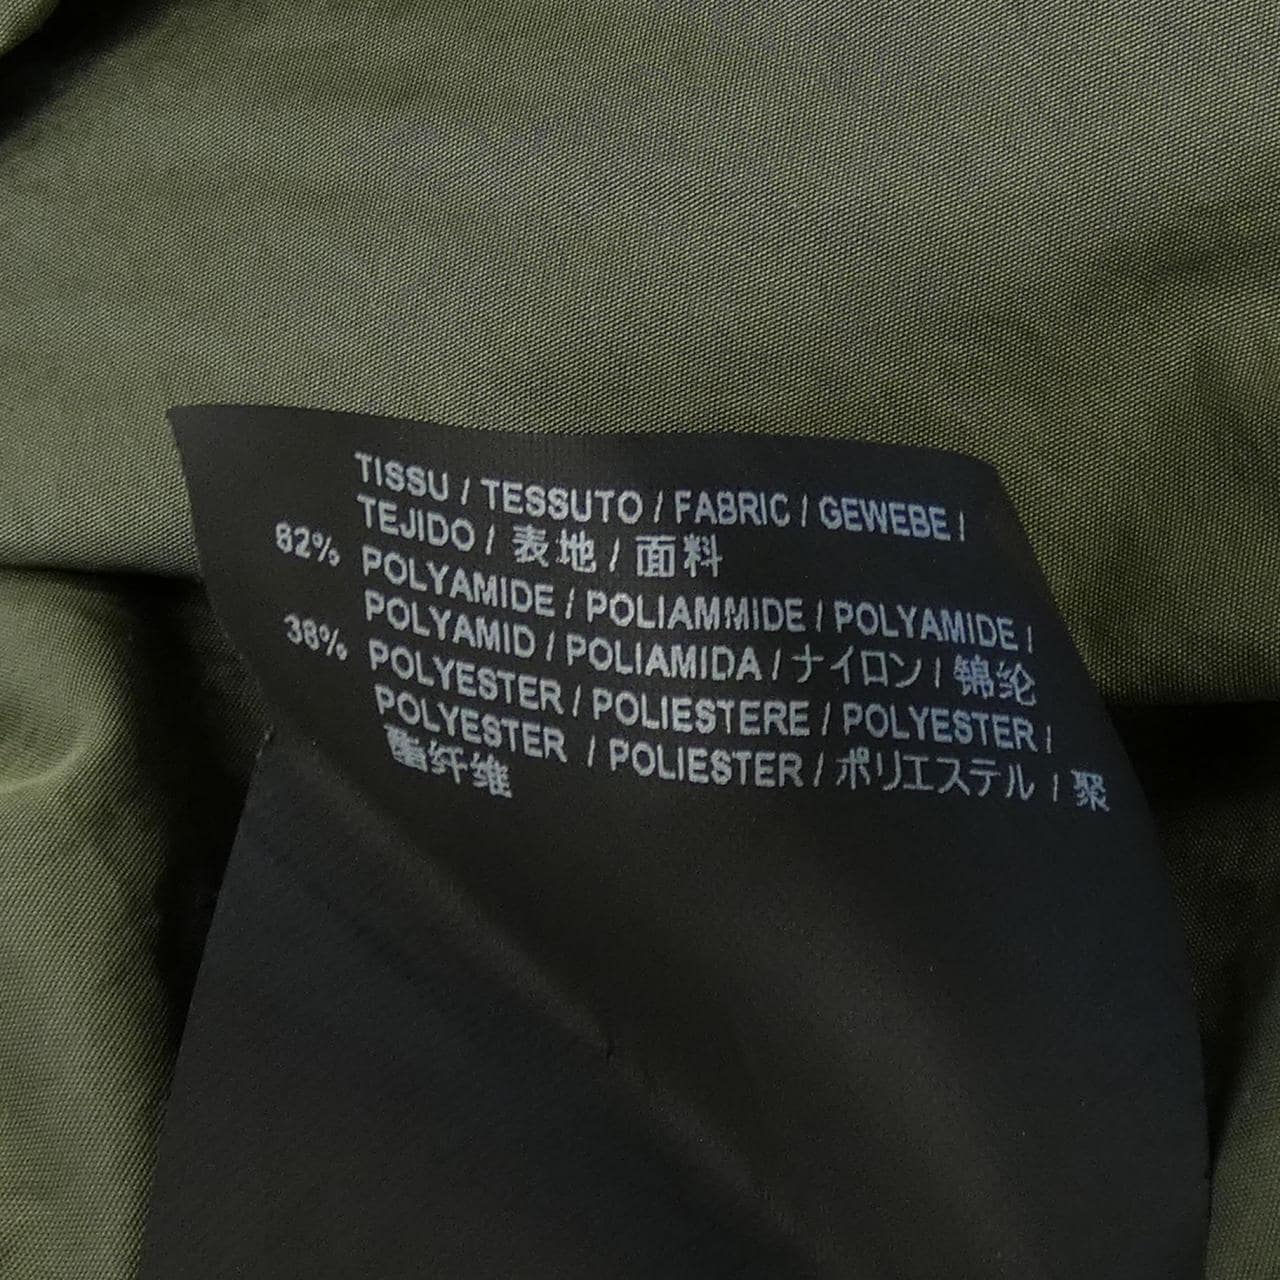 TISSU / TESSUTO / FABRIC / GEWEBE /
TEJIDO / 表地 / 面料
62% POLYAMIDE / POLIAMMIDE / POLYAMIDE /
POLYAMID / POLIAMIDA / ナイロン / 锦纶
38% POLYESTER / POLIESTERE / POLYESTER /
POLYESTER / POLIESTER / ポリエステル / 聚
酯纤维